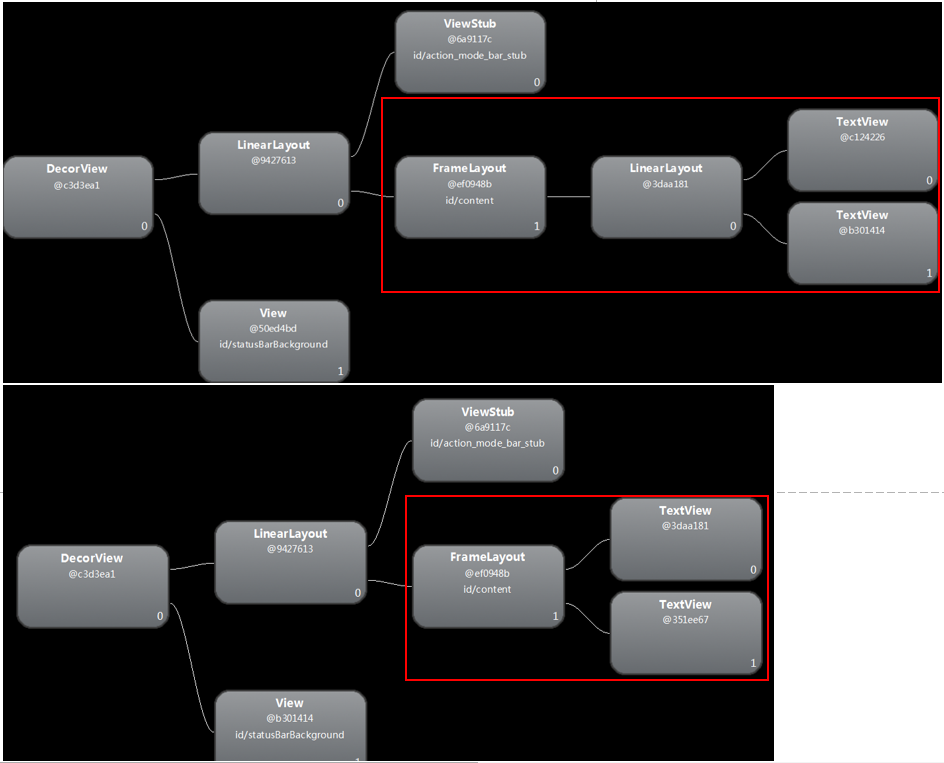 ViewStub
@6a9117c
id/action_mode_bar_stub
0
LinearLayout
@9427613
0
DecorView
@c3d3ea1
0
FrameLayout
@ef0948b
id/content
1
LinearLayout
@3daa181
0
TextView
@c124226
0
TextView
@b301414
1
View
@50ed4bd
id/statusBarBackground
1
ViewStub
@6a9117c
id/action_mode_bar_stub
0
LinearLayout
@9427613
0
DecorView
@c3d3ea1
0
FrameLayout
@ef0948b
id/content
1
TextView
@3daa181
0
TextView
@351ee67
1
View
@b301414
id/statusBarBackground